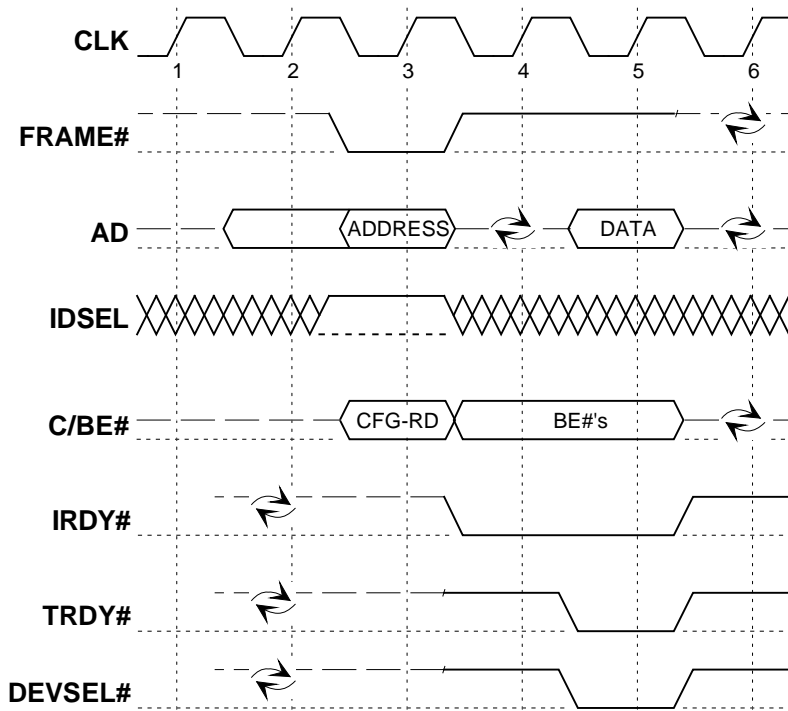 CLK
1 2 3 4 5 6
FRAME#
AD ADDRESS DATA
IDSEL
C/BE# CFG-RD BE#'s
IRDY#
TRDY#
DEVSEL#